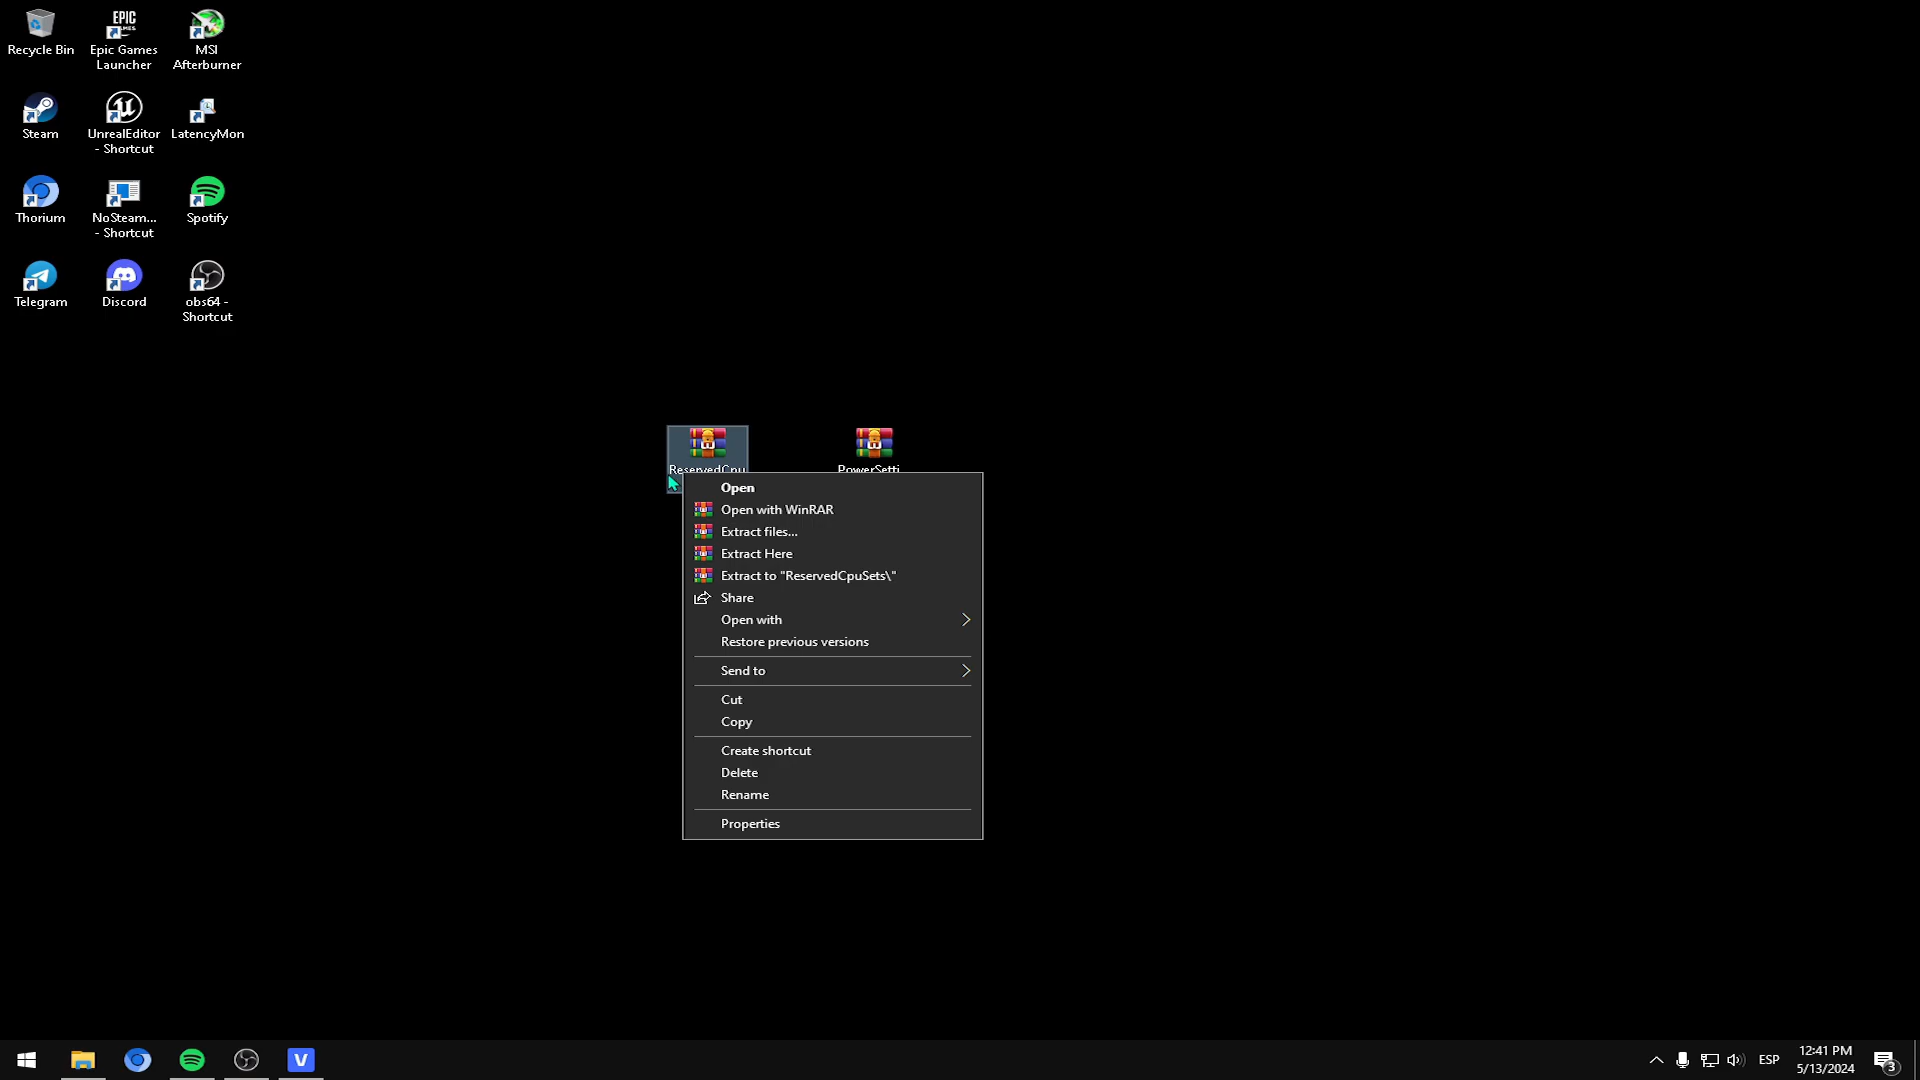 Recycle Bin
Epic Games
Launcher
MSI
Afterburner
Steam
UnrealEditor
- Shortcut
LatencyMon
Thorium
NoSteam...
- Shortcut
Spotify
Telegram
Discord
obs64 -
Shortcut
EPIC
ReservedCpu
PowerSetti
Open
Open with WinRAR
Extract files...
Extract Here
Extract to "ReservedCpuSets\"
Share
Open with
Restore previous versions
Send to
Cut
Copy
Create shortcut
Delete
Rename
Properties
V
ESP
12:41 PM
5/13/2024
3